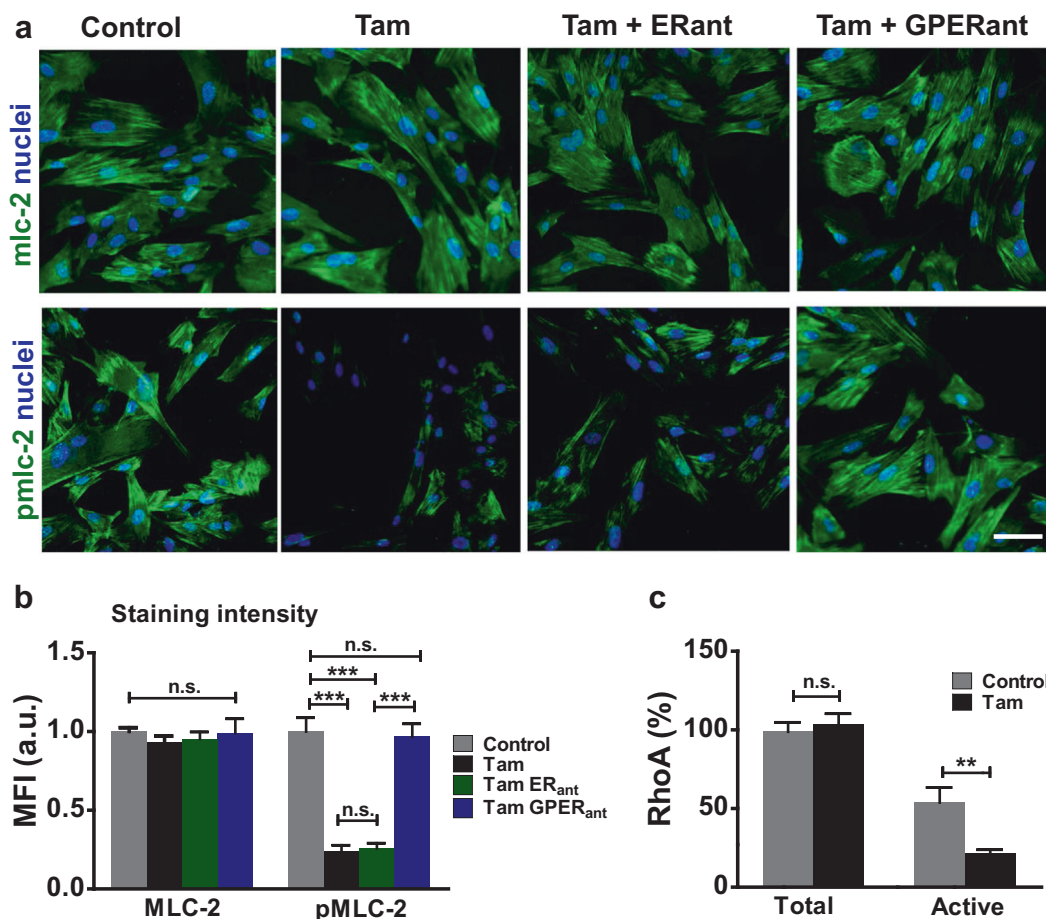 a
Control
Tam
Tam + ERant
Tam + GPERant
mlc-2 nuclei
pmlc-2 nuclei
b
Staining intensity
MFI (a.u.)
1.5
1.0
0.5
0.0
n.s.
n.s.
***
***
***
n.s.
MLC-2
pMLC-2
Control
Tam
Tam ERant
Tam GPERant
c
RhoA (%)
150
100
50
0
n.s.
**
Total
Active
Control
Tam